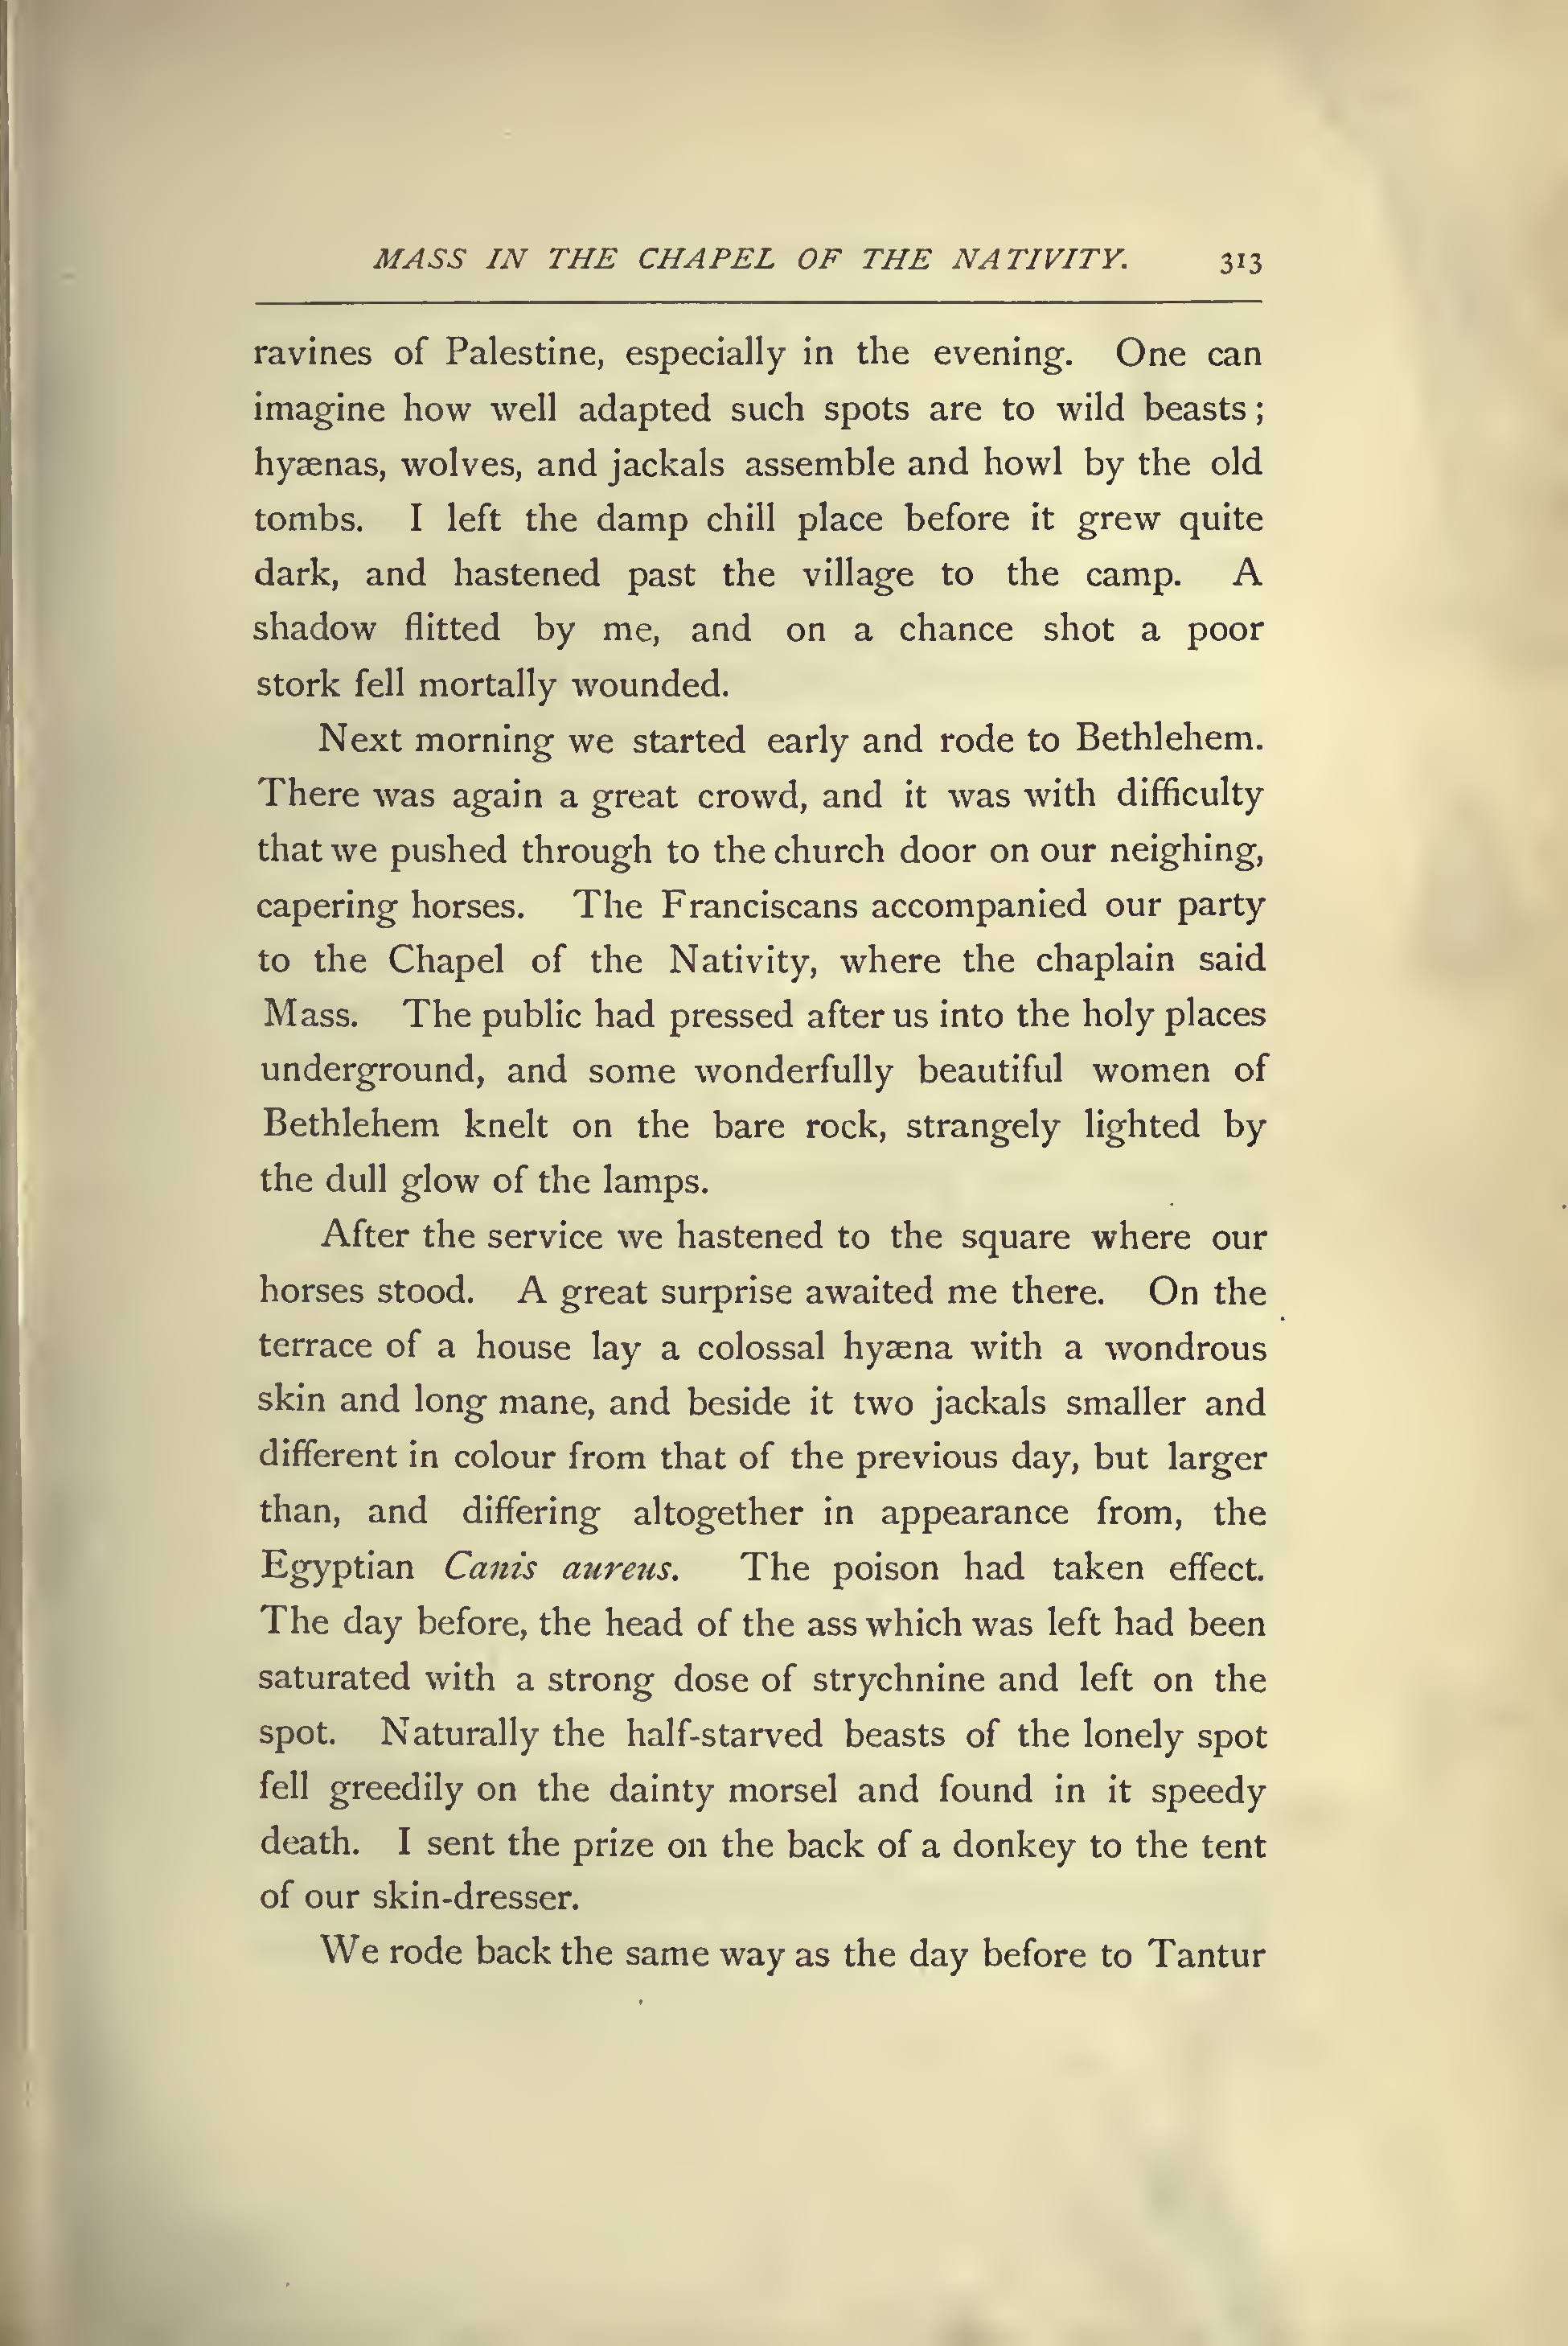 MASS IN THE CHAPEL OF THE NATIVITY. 313
ravines of Palestine, especially in the evening. One can
imagine how well adapted such spots are to wild beasts;
hyænas, wolves, and jackals assemble and howl by the old
tombs. I left the damp chill place before it grew quite
dark, and hastened past the village to the camp. A
shadow flitted by me, and on a chance shot a poor
stork fell mortally wounded.
Next morning we started early and rode to Bethlehem.
There was again a great crowd, and it was with difficulty
that we pushed through to the church door on our neighing,
capering horses. The Franciscans accompanied our party
to the Chapel of the Nativity, where the chaplain said
Mass. The public had pressed after us into the holy places
underground, and some wonderfully beautiful women of
Bethlehem knelt on the bare rock, strangely lighted by
the dull glow of the lamps.
After the service we hastened to the square where our
horses stood. A great surprise awaited me there. On the
terrace of a house lay a colossal hyæna with a wondrous
skin and long mane, and beside it two jackals smaller and
different in colour from that of the previous day, but larger
than, and differing altogether in appearance from, the
Egyptian Canis aureus. The poison had taken effect.
The day before, the head of the ass which was left had been
saturated with a strong dose of strychnine and left on the
spot. Naturally the half-starved beasts of the lonely spot
fell greedily on the dainty morsel and found in it speedy
death. I sent the prize on the back of a donkey to the tent
of our skin-dresser.
We rode back the same way as the day before to Tantur